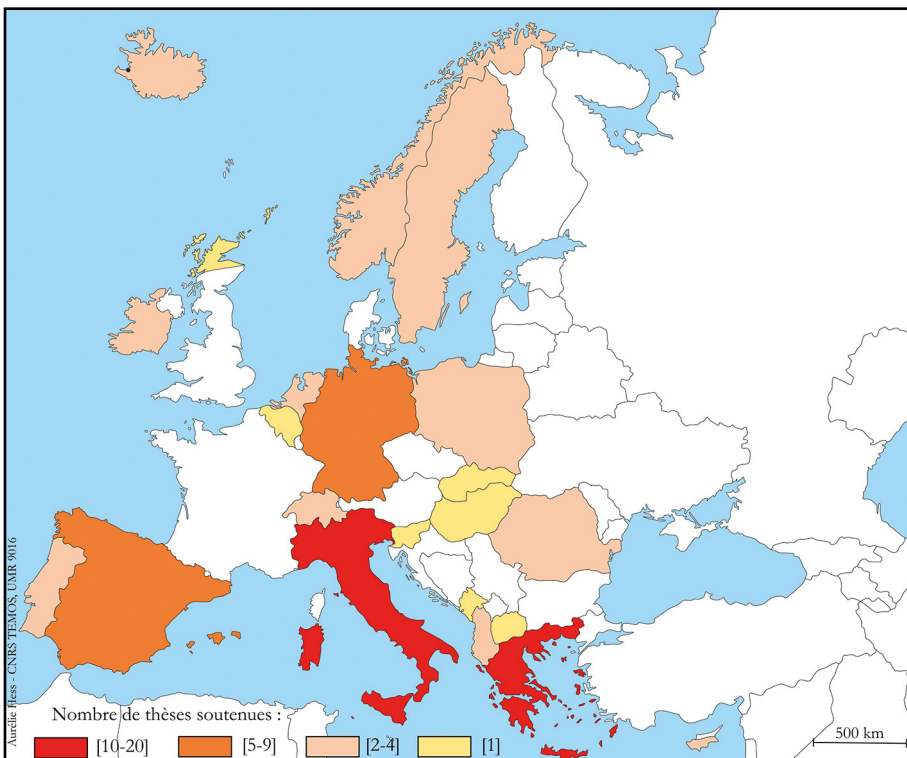 Aurélie Hess - CNRS TEMOS, UMR 9016
Nombre de thèses soutenues :
[10-20] [5-9] [2-4] [1]
500 km